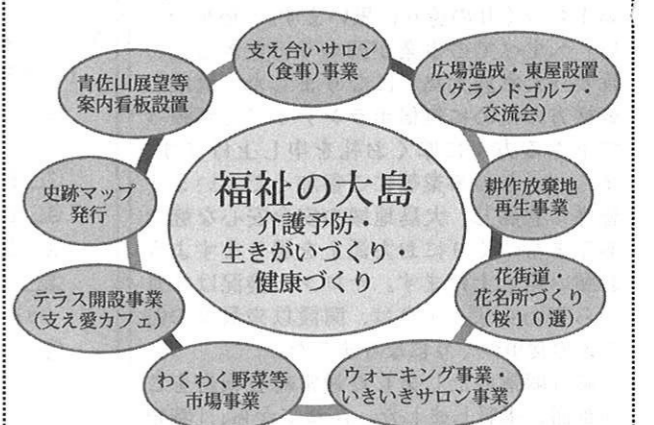 支え合いサロン
(食事)事業
広場造成・東屋設置
(グランドゴルフ・
交流会)
耕作放棄地
再生事業
花街道・
花名所づくり
(桜10選)
ウォーキング事業・
いきいきサロン事業
わくわく野菜等
市場事業
テラス開設事業
(支え愛カフェ)
史跡マップ
発行
青佐山展望等
案内看板設置
福祉の大島
介護予防・
生きがいづくり・
健康づくり